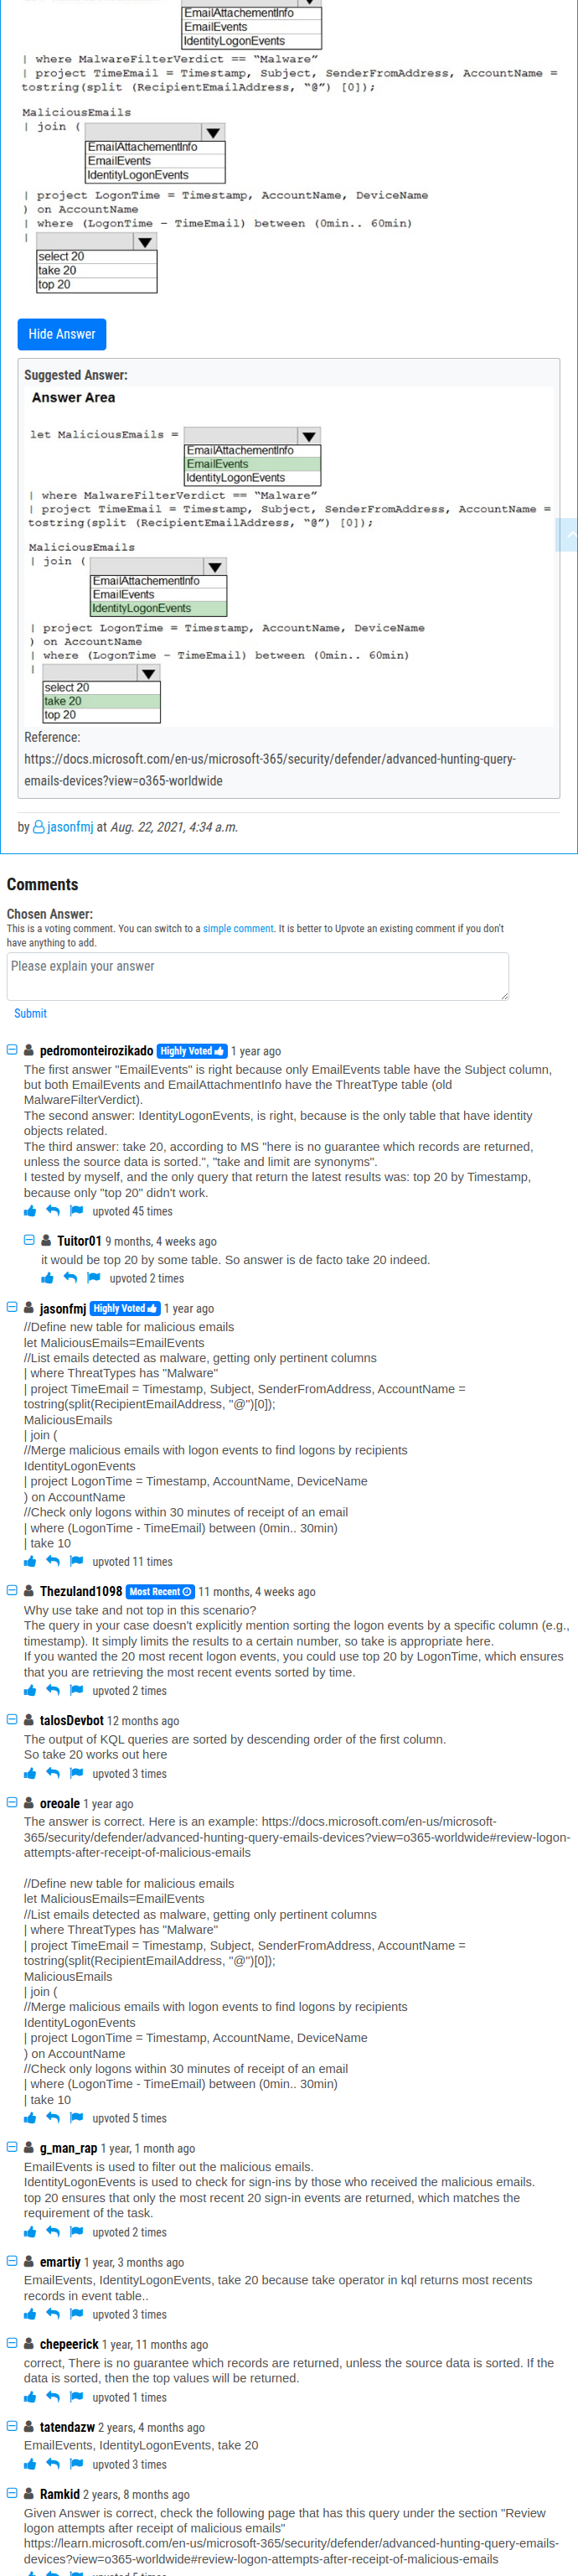 EmailAttachementInfo
EmailEvents
IdentityLogonEvents
| where MalwareFilterVerdict == “Malware”
| project TimeEmail = Timestamp, Subject, SenderFromAddress, AccountName =
tostring(split (RecipientEmailAddress, “@”) [0]);
MaliciousEmails
| join (
EmailAttachementInfo
EmailEvents
IdentityLogonEvents
| project LogonTime = Timestamp, AccountName, DeviceName
) on AccountName
| where (LogonTime − TimeEmail) between (0min.. 60min)
|
select 20
take 20
top 20
Hide Answer
Suggested Answer:
Answer Area
let MaliciousEmails =
EmailAttachementInfo
EmailEvents
IdentityLogonEvents
| where MalwareFilterVerdict == “Malware”
| project TimeEmail = Timestamp, Subject, SenderFromAddress, AccountName =
tostring(split (RecipientEmailAddress, “@”) [0]);
MaliciousEmails
| join (
EmailAttachementInfo
EmailEvents
IdentityLogonEvents
| project LogonTime = Timestamp, AccountName, DeviceName
) on AccountName
| where (LogonTime − TimeEmail) between (0min.. 60min)
|
select 20
take 20
top 20
Reference:
https://docs.microsoft.com/en-us/microsoft-365/security/defender/advanced-hunting-query-
emails-devices?view=o365-worldwide
by jasonfmj at Aug. 22, 2021, 4:34 a.m.
Comments
Chosen Answer:
This is a voting comment. You can switch to a simple comment. It is better to Upvote an existing comment if you don't
have anything to add.
Please explain your answer
Submit
pedromonteirozikado Highly Voted 1 year ago
The first answer "EmailEvents" is right because only EmailEvents table have the Subject column,
but both EmailEvents and EmailAttachmentInfo have the ThreatType table (old
MalwareFilterVerdict).
The second answer: IdentityLogonEvents, is right, because is the only table that have identity
objects related.
The third answer: take 20, according to MS "here is no guarantee which records are returned,
unless the source data is sorted.", "take and limit are synonyms".
I tested by myself, and the only query that return the latest results was: top 20 by Timestamp,
because only "top 20" didn't work.
upvoted 45 times
Tuitor01 9 months, 4 weeks ago
it would be top 20 by some table. So answer is de facto take 20 indeed.
upvoted 2 times
jasonfmj Highly Voted 1 year ago
//Define new table for malicious emails
let MaliciousEmails=EmailEvents
//List emails detected as malware, getting only pertinent columns
| where ThreatTypes has "Malware"
| project TimeEmail = Timestamp, Subject, SenderFromAddress, AccountName =
tostring(split(RecipientEmailAddress, "@")[0]);
MaliciousEmails
| join (
//Merge malicious emails with logon events to find logons by recipients
IdentityLogonEvents
| project LogonTime = Timestamp, AccountName, DeviceName
) on AccountName
//Check only logons within 30 minutes of receipt of an email
| where (LogonTime - TimeEmail) between (0min.. 30min)
| take 10
upvoted 11 times
Thezuland1098 Most Recent 11 months, 4 weeks ago
Why use take and not top in this scenario?
The query in your case doesn't explicitly mention sorting the logon events by a specific column (e.g.,
timestamp). It simply limits the results to a certain number, so take is appropriate here.
If you wanted the 20 most recent logon events, you could use top 20 by LogonTime, which ensures
that you are retrieving the most recent events sorted by time.
upvoted 2 times
talosDevbot 12 months ago
The output of KQL queries are sorted by descending order of the first column.
So take 20 works out here
upvoted 3 times
oreoale 1 year ago
The answer is correct. Here is an example: https://docs.microsoft.com/en-us/microsoft-
365/security/defender/advanced-hunting-query-emails-devices?view=o365-worldwide#review-logon-
attempts-after-receipt-of-malicious-emails
//Define new table for malicious emails
let MaliciousEmails=EmailEvents
//List emails detected as malware, getting only pertinent columns
| where ThreatTypes has "Malware"
| project TimeEmail = Timestamp, Subject, SenderFromAddress, AccountName =
tostring(split(RecipientEmailAddress, "@")[0]);
MaliciousEmails
| join (
//Merge malicious emails with logon events to find logons by recipients
IdentityLogonEvents
| project LogonTime = Timestamp, AccountName, DeviceName
) on AccountName
//Check only logons within 30 minutes of receipt of an email
| where (LogonTime - TimeEmail) between (0min.. 30min)
| take 10
upvoted 5 times
g_man_rap 1 year, 1 month ago
EmailEvents is used to filter out the malicious emails.
IdentityLogonEvents is used to check for sign-ins by those who received the malicious emails.
top 20 ensures that only the most recent 20 sign-in events are returned, which matches the
requirement of the task.
upvoted 2 times
emartiy 1 year, 3 months ago
EmailEvents, IdentityLogonEvents, take 20 because take operator in kql returns most recents
records in event table..
upvoted 3 times
chepeerick 1 year, 11 months ago
correct, There is no guarantee which records are returned, unless the source data is sorted. If the
data is sorted, then the top values will be returned.
upvoted 1 times
tatendazw 2 years, 4 months ago
EmailEvents, IdentityLogonEvents, take 20
upvoted 3 times
Ramkid 2 years, 8 months ago
Given Answer is correct, check the following page that has this query under the section "Review
logon attempts after receipt of malicious emails"
https://learn.microsoft.com/en-us/microsoft-365/security/defender/advanced-hunting-query-emails-
devices?view=o365-worldwide#review-logon-attempts-after-receipt-of-malicious-emails